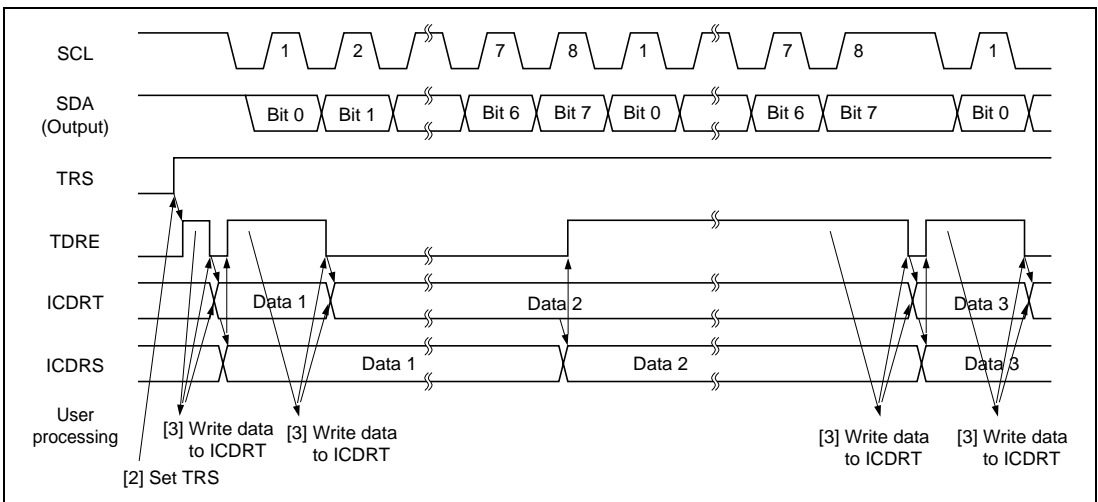 SCL 1 2 7 8 1 7 8 1
SDA
(Output)
Bit 0 Bit 1 Bit 6 Bit 7 Bit 0 Bit 6 Bit 7 Bit 0
TRS
TDRE
ICDRT Data 1 Data 2 Data 3
ICDRS Data 1 Data 2 Data 3
User
processing
[3] Write data
to ICDRT
[3] Write data
to ICDRT
[3] Write data
to ICDRT
[3] Write data
to ICDRT
[2] Set TRS